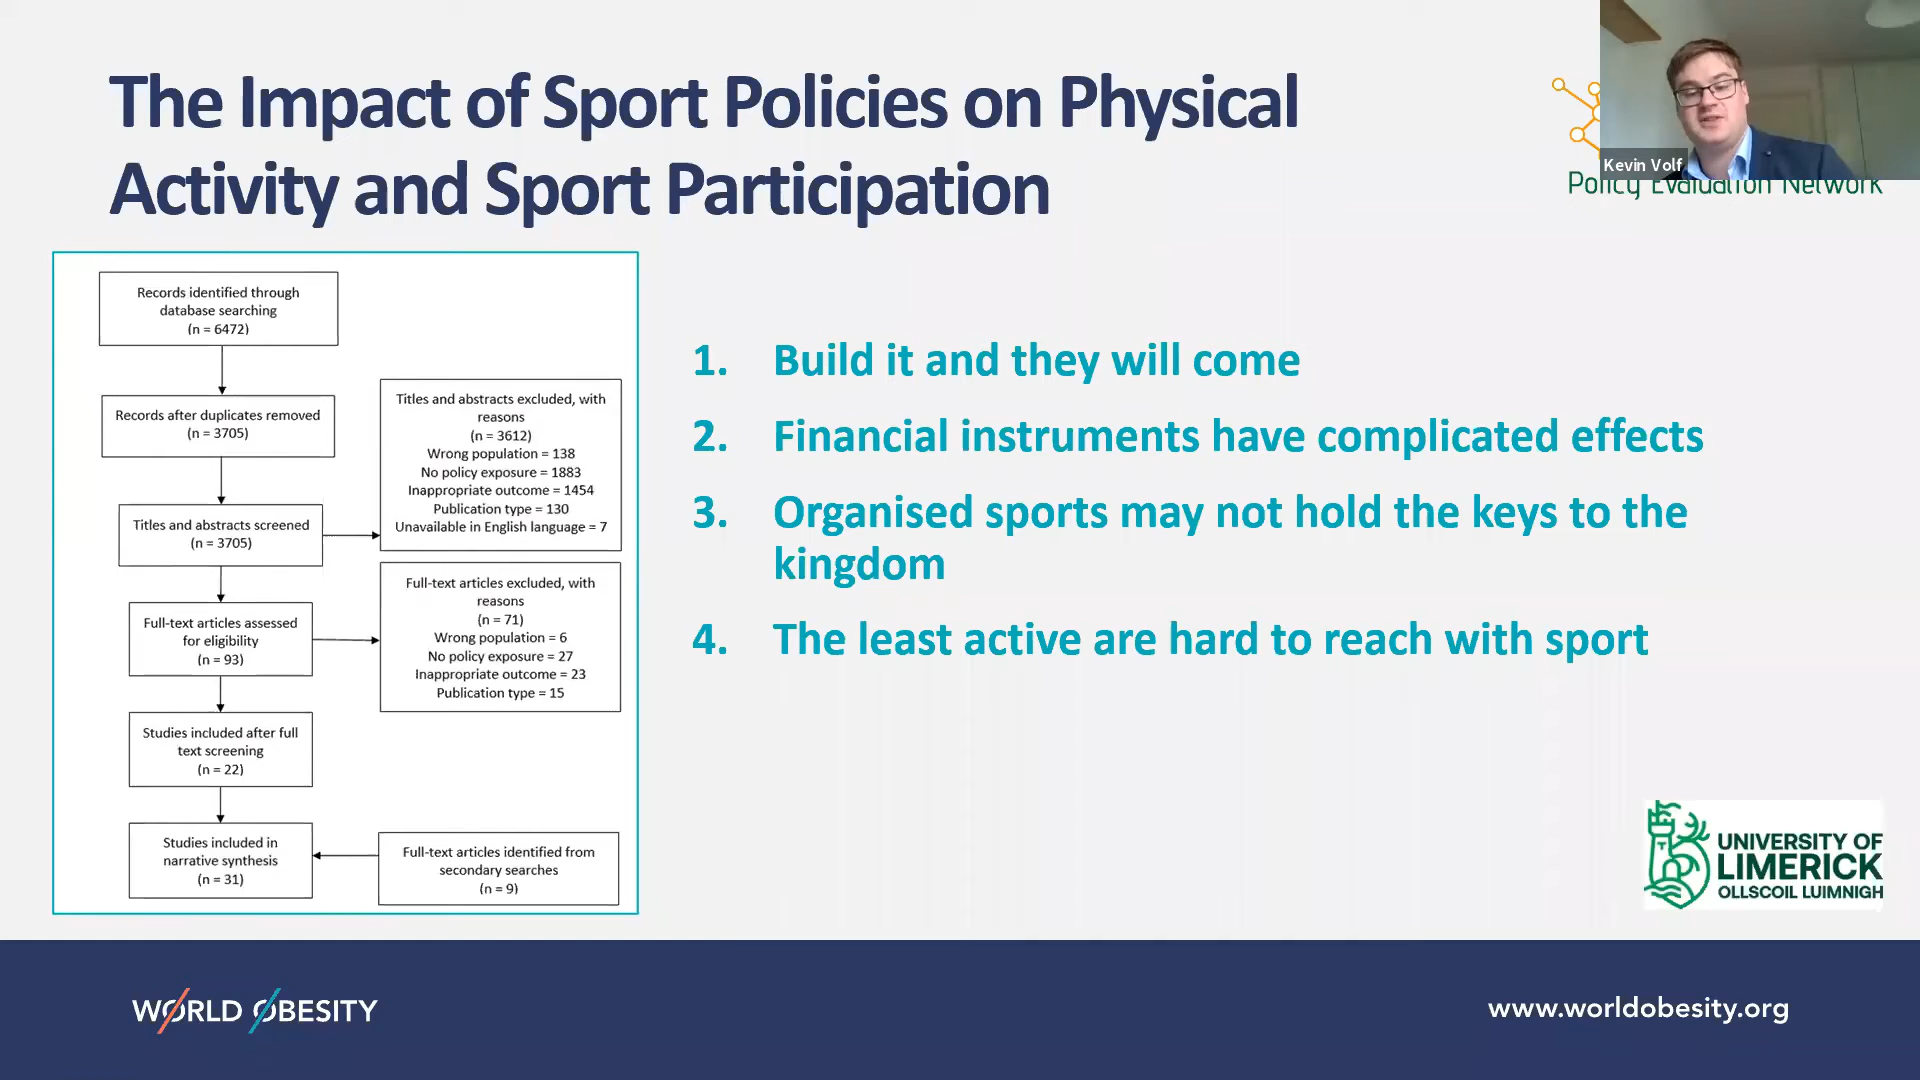 The Impact of Sport Policies on Physical
Activity and Sport Participation
Kevin Volf
Policy Evaluation Network
Records identified through
database searching
(n = 6472)
Records after duplicates removed
(n = 3705)
Titles and abstracts screened
(n = 3705)
Titles and abstracts excluded, with
reasons
(n = 3612)
Wrong population = 138
No policy exposure = 1883
Inappropriate outcome = 1454
Publication type = 130
Unavailable in English language = 7
Full-text articles assessed
for eligibility
(n = 93)
Full-text articles excluded, with
reasons
(n = 71)
Wrong population = 6
No policy exposure = 27
Inappropriate outcome = 23
Publication type = 15
Studies included after full
text screening
(n = 22)
Studies included in
narrative synthesis
(n = 31)
Full-text articles identified from
secondary searches
(n = 9)
1. Build it and they will come
2. Financial instruments have complicated effects
3. Organised sports may not hold the keys to the
kingdom
4. The least active are hard to reach with sport
UNIVERSITY OF
LIMERICK
OLLSCOIL LUIMNIGH
WORLD OBESITY
www.worldobesity.org